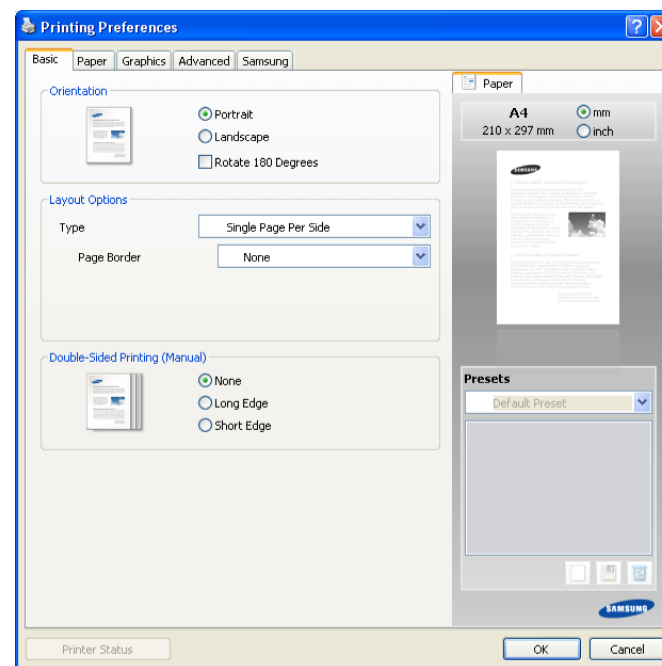 Printing Preferences
Basic Paper Graphics Advanced Samsung
Orientation
Portrait
Landscape
Rotate 180 Degrees
Layout Options
Type Single Page Per Side
Page Border None
Double-Sided Printing (Manual)
None
Long Edge
Short Edge
Paper
A4 mm
210 x 297 mm inch
SAMSUNG
Presets
Default Preset
SAMSUNG
Printer Status OK Cancel